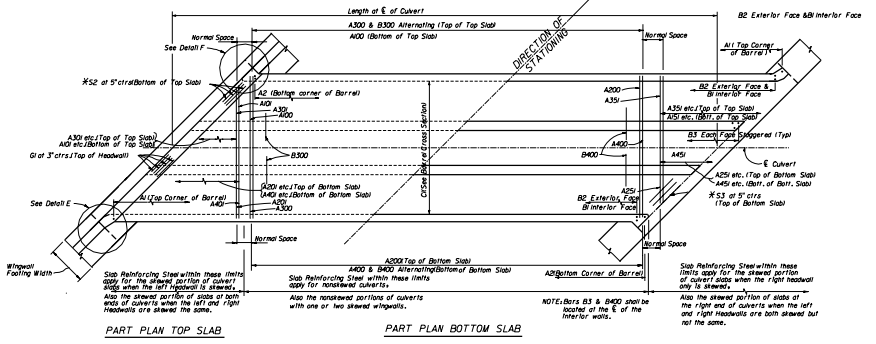 Length at ℄ of Culvert
A300 & B300 Alternating (Top of Top Slab)
A100 (Bottom of Top Slab)
B2 Exterior Face & B1 Interior Face
Normal Space
Normal Space
See Detail F
DIRECTION OF
STATIONING
A1 (Top Corner
of Barrel)
*S2 at 5" ctrs (Bottom of Top Slab)
A2 (Bottom corner of Barrel)
A101
A301
A100
A200
A351
B2 Exterior Face &
B1 Interior Face
A351 etc. (Top of Top Slab)
A151 etc. (Bott. of Top Slab)
B3 Each Face Staggered (Typ)
A301 etc. (Top of Top Slab)
A101 etc. (Bottom of Top Slab)
G1 at 3" ctrs. (Top of Headwall)
B300
C1 (See Barrel Cross Section)
A400
B400
A451
℄ Culvert
A251 etc. (Top of Bottom Slab)
A451 etc. (Bott. of Bott. Slab)
A201 etc. (Top of Bottom Slab)
A401 etc. (Bottom of Bottom Slab)
A251
*S3 at 5" ctrs
(Top of Bottom Slab)
See Detail E
A1 (Top Corner of Barrel)
A401
A201
A300
B2 Exterior Face
B1 Interior Face
Normal Space
Normal Space
Wingwall
Footing Width
A200 (Top of Bottom Slab)
A400 & B400 Alternating (Bottom of Bottom Slab)
A2 (Bottom Corner of Barrel)
Slab Reinforcing Steel within these limits
apply for the skewed portion of culvert
slabs when the left Headwall is skewed.
Also the skewed portion of slabs at both
ends of culverts when the left and right
Headwalls are skewed the same.
Slab Reinforcing Steel within these limits
apply for nonskewed culverts.
Also the nonskewed portions of culverts
with one or two skewed wingwalls.
NOTE: Bars B3 & B400 shall be
located at the ℄ of the
interior walls.
Slab Reinforcing Steel within these
limits apply for the skewed portion
of culvert slabs when the right headwall
only is skewed.
Also the skewed portion of slabs at
the right end of culverts when the left
and right Headwalls are both skewed but
not the same.
PART PLAN TOP SLAB
PART PLAN BOTTOM SLAB